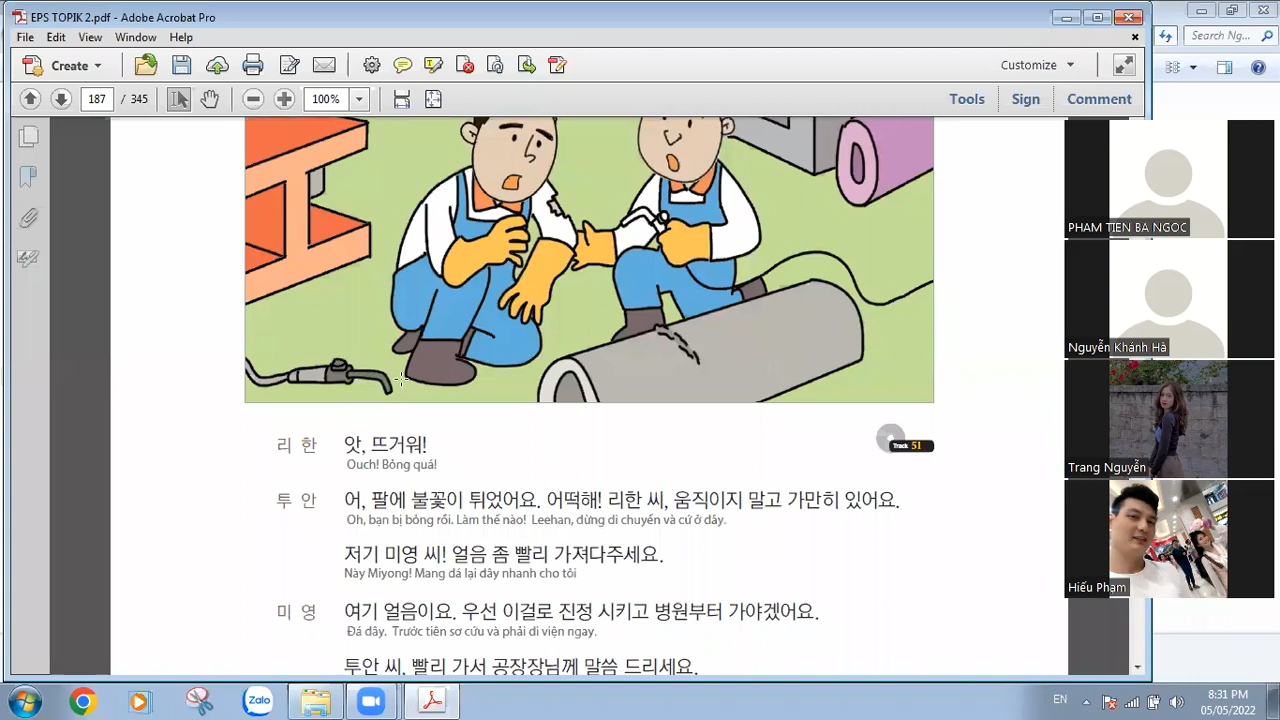 EPS TOPIK 2.pdf - Adobe Acrobat Pro
File Edit View Window Help
Search Ng...
Create
Customize
187 / 345
100%
Tools Sign Comment
리 한 앗, 뜨거워!
Ouch! Bỏng quá!
Track 51
투 안 어, 팔에 불꽃이 튀었어요. 어떡해! 리한 씨, 움직이지 말고 가만히 있어요.
Oh, bạn bị bỏng rồi. Làm thế nào! Leehan, dừng di chuyển và cứ ở đây.
저기 미영 씨! 얼음 좀 빨리 가져다주세요.
Này Miyong! Mang đá lại đây nhanh cho tôi
미 영 여기 얼음이요. 우선 이걸로 진정 시키고 병원부터 가야겠어요.
Đá đây. Trước tiên sơ cứu và phải đi viện ngay.
투안 씨, 빨리 가서 공장장님께 말씀 드리세요.
PHAM TIEN BA NGOC
Nguyễn Khánh Hà
Trang Nguyễn
Hiếu Phạm
Zalo
EN
8:31 PM
05/05/2022